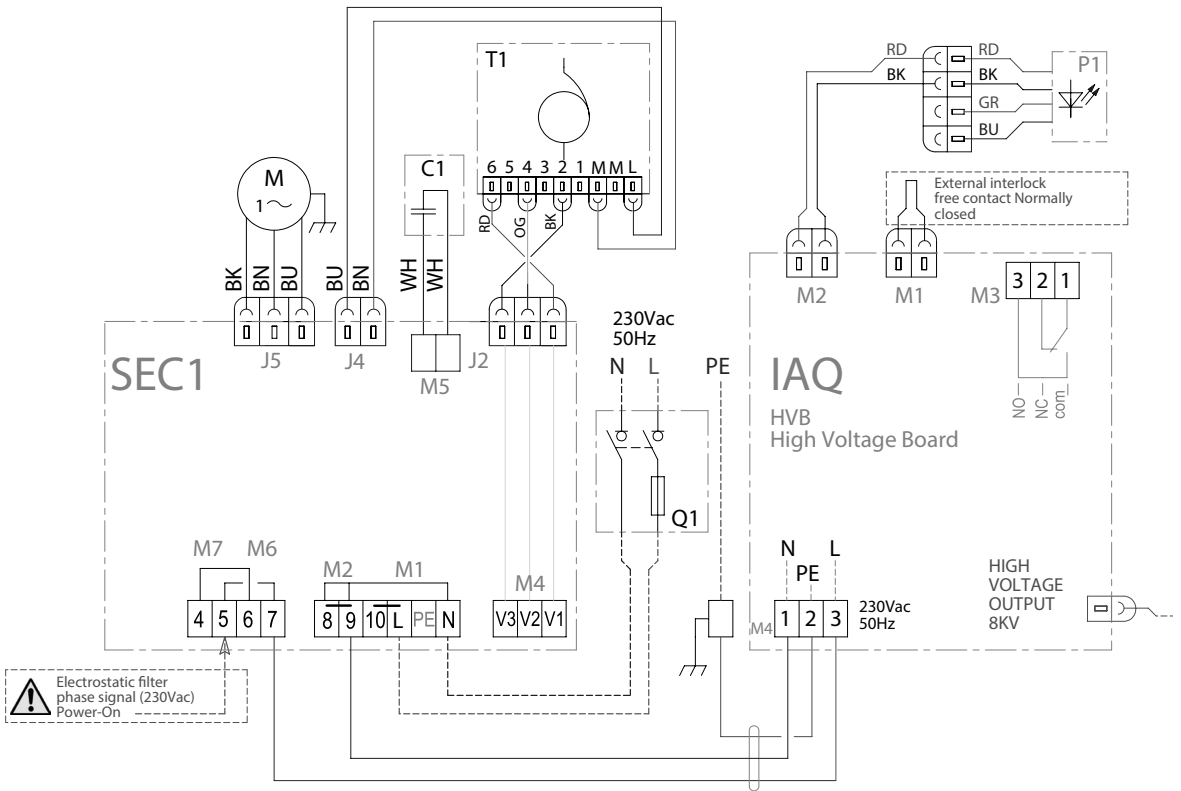 T1
6 5 4 3 2 1 M M L
RD
OG
BK
M
1~
C1
BK
BN
BU
BU
BN
WH
WH
J5
J4
M5
J2
SEC1
230Vac
50Hz
N L PE
Q1
M7 M6
M2 M1
M4
4 5 6 7
8 9 10 L PE N
V3 V2 V1
Electrostatic filter
phase signal (230Vac)
Power-On
RD RD
BK BK
GR
BU
P1
External interlock
free contact Normally
closed
M2
M1
M3
3 2 1
NO
NC
com
IAQ
HVB
High Voltage Board
N L
PE
M4
1 2 3
230Vac
50Hz
HIGH
VOLTAGE
OUTPUT
8KV